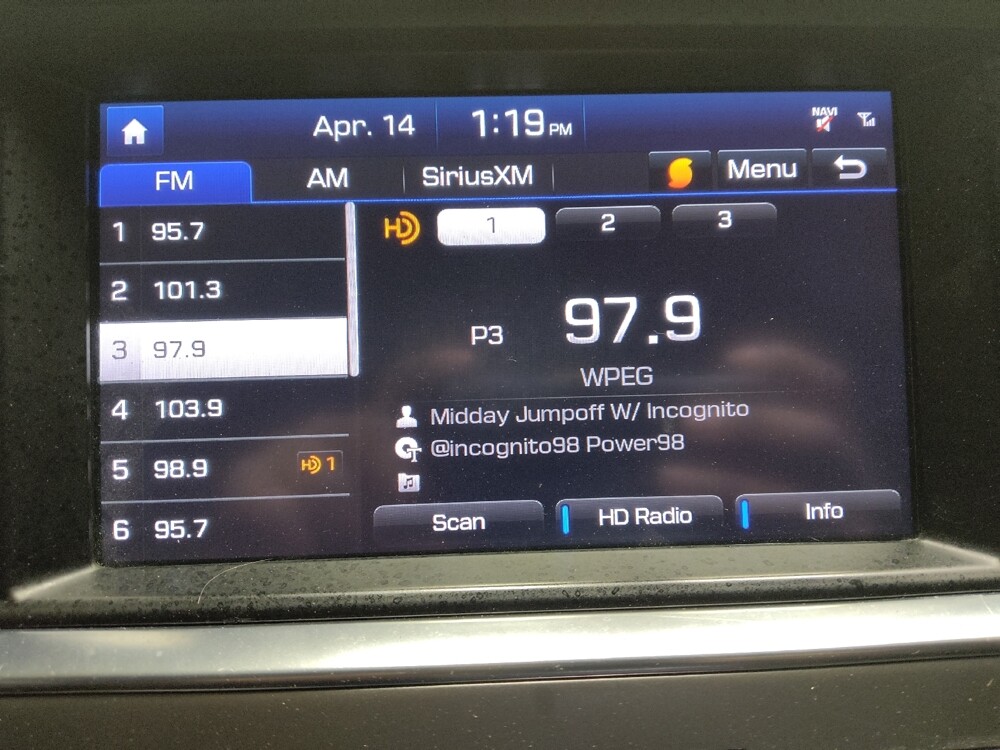 Apr. 14 1:19 PM NAVI
FM AM SiriusXM Menu
1 95.7
2 101.3
3 97.9
4 103.9
5 98.9 HD 1
6 95.7
HD 1 2 3
P3 97.9
WPEG
Midday Jumpoff W/ Incognito
@incognito98 Power98
Scan HD Radio Info